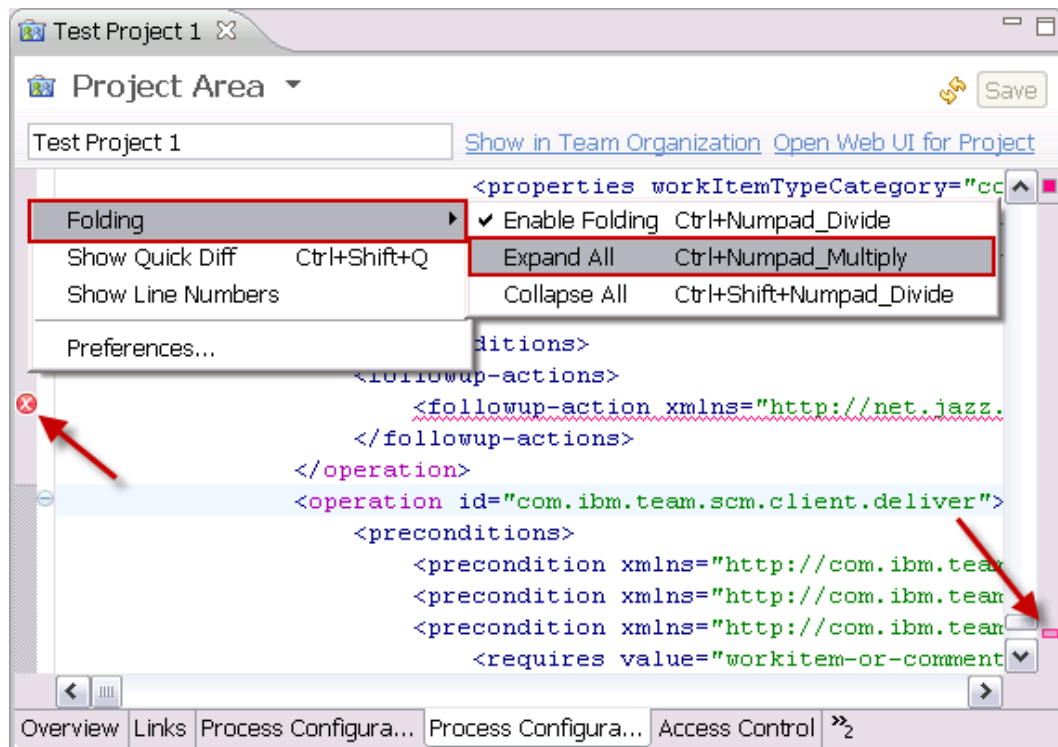 Test Project 1
Project Area
Save
Test Project 1 Show in Team Organization Open Web UI for Project
<properties workItemTypeCategory="cc
Folding
Enable Folding Ctrl+Numpad_Divide
Show Quick Diff Ctrl+Shift+Q
Expand All Ctrl+Numpad_Multiply
Show Line Numbers
Collapse All Ctrl+Shift+Numpad_Divide
Preferences...
ditions>
<followup-actions>
<followup-action xmlns="http://net.jazz.
</followup-actions>
</operation>
<operation id="com.ibm.team.scm.client.deliver">
<preconditions>
<precondition xmlns="http://com.ibm.team
<precondition xmlns="http://com.ibm.team
<precondition xmlns="http://com.ibm.team
<requires value="workitem-or-comment
Overview Links Process Configura... Process Configura... Access Control »2